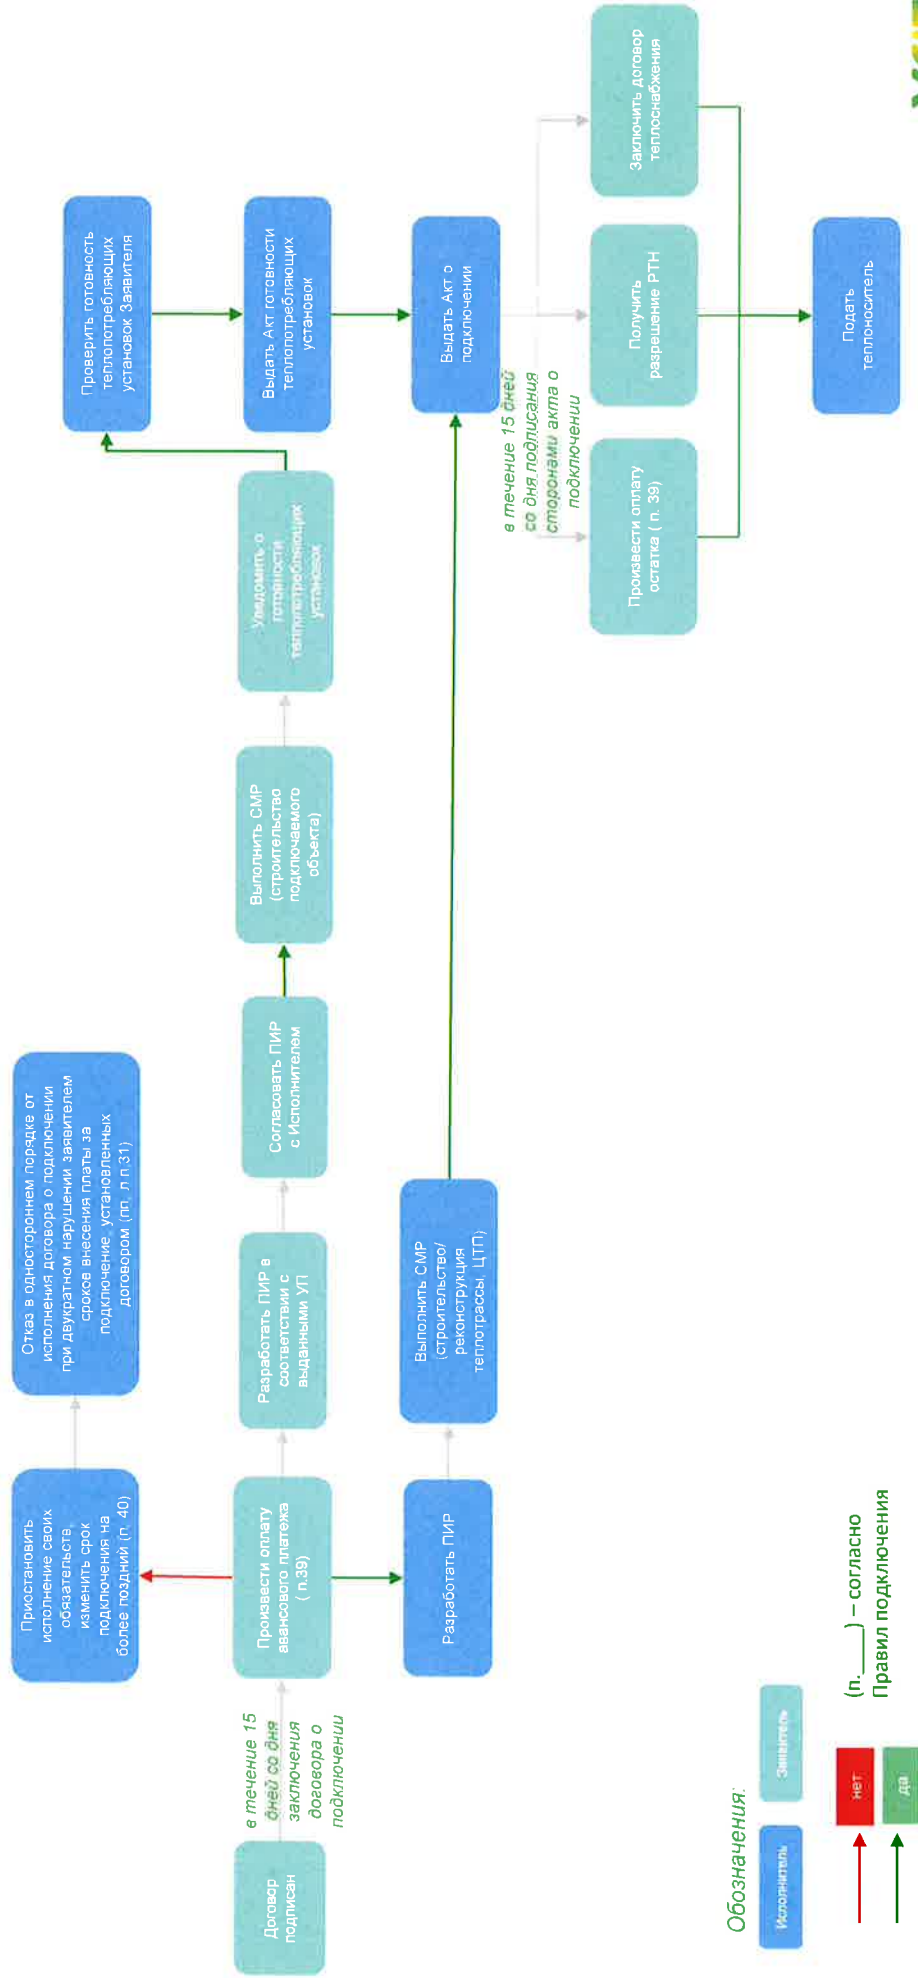 Приостановить
исполнение своих
обязательств,
изменить срок
подключения на
более поздний (п. 40)
Отказ в одностороннем порядке от
исполнения договора о подключении
при двукратном нарушении заявителем
сроков внесения платы за
подключение, установленных
договором (пп. л п.31)
Договор
подписан
в течение 15
дней со дня
заключения
договора о
подключении
Произвести оплату
авансового платежа
( п.39)
Разработать ПИР в
соответствии с
выданными УП
Согласовать ПИР
с Исполнителем
Выполнить СМР
(строительство
подключаемого
объекта)
Уведомить о
готовности
теплопотребляющих
установок
Проверить готовность
теплопотребляющих
установок Заявителя
Выдать Акт готовности
теплопотребляющих
установок
Разработать ПИР
Выполнить СМР
(строительство/
реконструкция
теплотрассы, ЦТП)
Выдать Акт о
подключении
в течение 15 дней
со дня подписания
сторонами акта о
подключении
Произвести оплату
остатка ( п. 39)
Получить
разрешение РТН
Заключить договор
теплоснабжения
Подать
теплоноситель
Обозначения:
Исполнитель
Заявитель
нет
да
(п.____) – согласно
Правил подключения